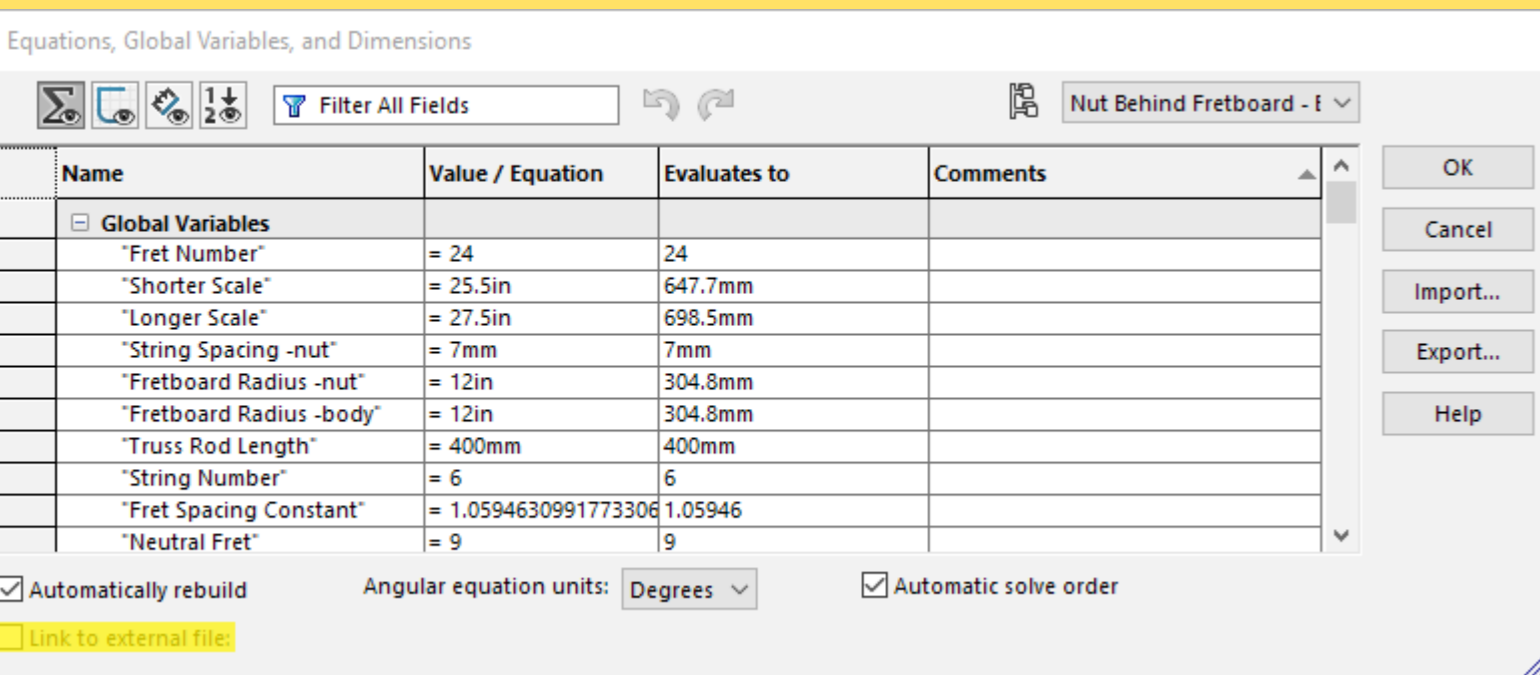 Equations, Global Variables, and Dimensions
Filter All Fields
Nut Behind Fretboard - E
Name Value / Equation Evaluates to Comments
Global Variables
"Fret Number" = 24 24
"Shorter Scale" = 25.5in 647.7mm
"Longer Scale" = 27.5in 698.5mm
"String Spacing -nut" = 7mm 7mm
"Fretboard Radius -nut" = 12in 304.8mm
"Fretboard Radius -body" = 12in 304.8mm
"Truss Rod Length" = 400mm 400mm
"String Number" = 6 6
"Fret Spacing Constant" = 1.0594630991773306 1.05946
"Neutral Fret" = 9 9
OK
Cancel
Import...
Export...
Help
Automatically rebuild Angular equation units: Degrees Automatic solve order
Link to external file: